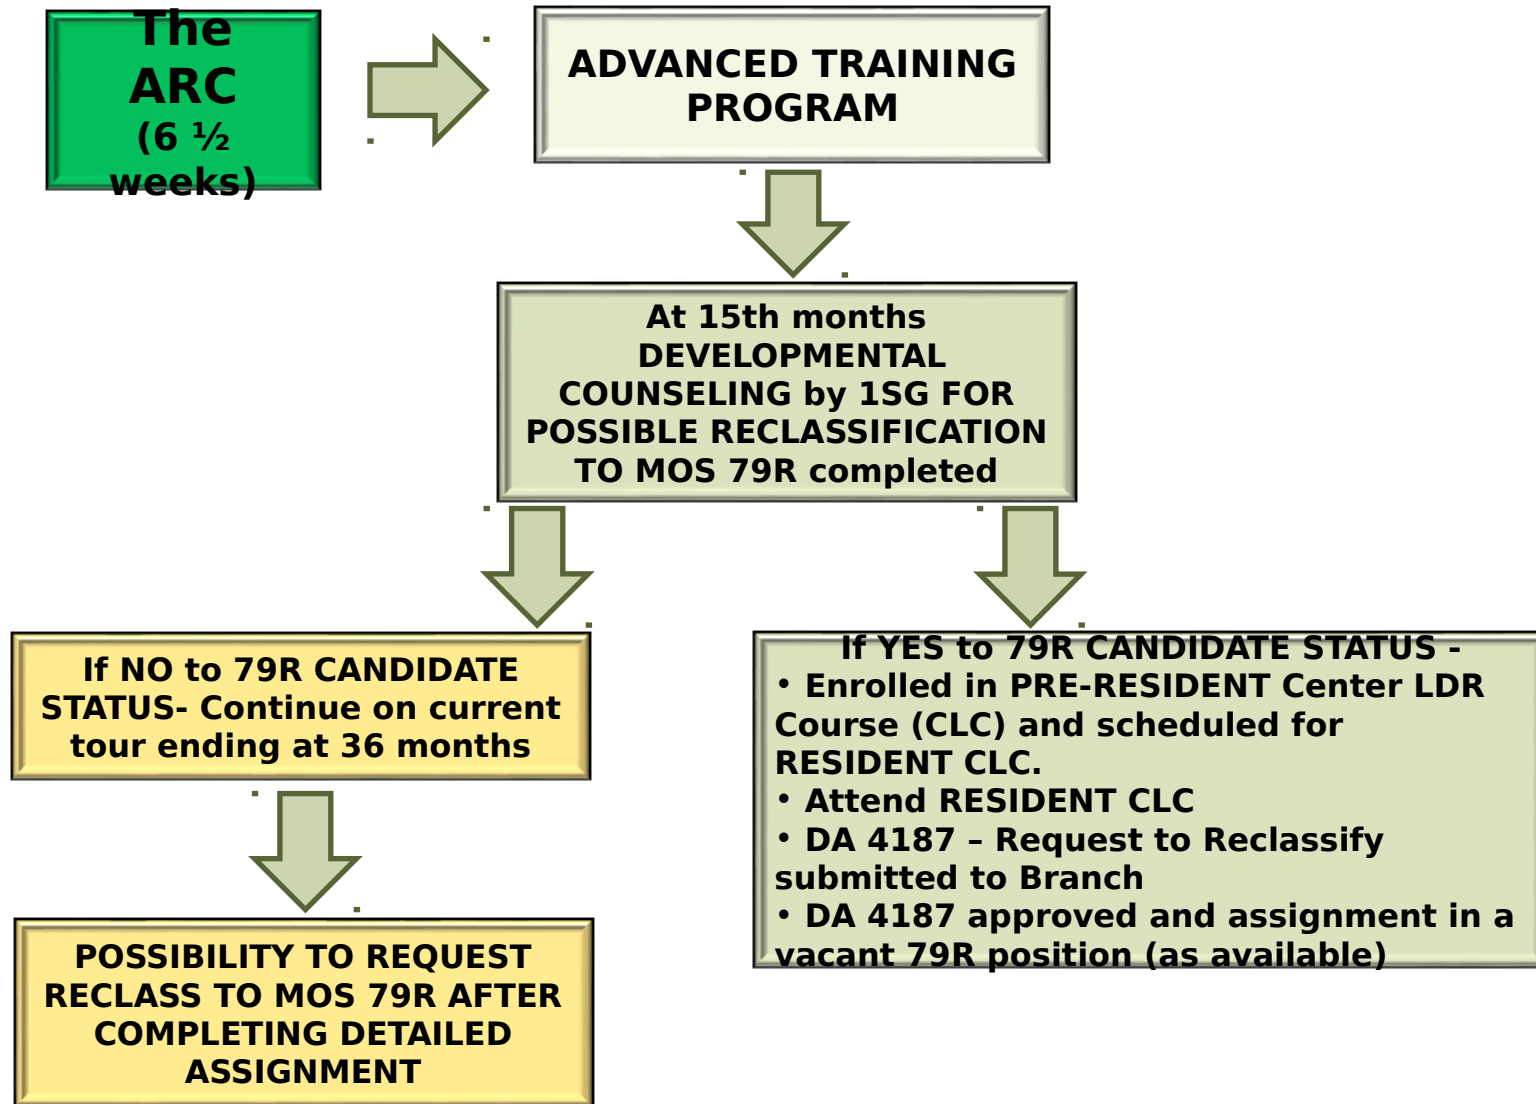 The
ARC
(6 ½
weeks)
ADVANCED TRAINING
PROGRAM
At 15th months
DEVELOPMENTAL
COUNSELING by 1SG FOR
POSSIBLE RECLASSIFICATION
TO MOS 79R completed
If NO to 79R CANDIDATE
STATUS- Continue on current
tour ending at 36 months
If YES to 79R CANDIDATE STATUS -
• Enrolled in PRE-RESIDENT Center LDR
Course (CLC) and scheduled for
RESIDENT CLC.
• Attend RESIDENT CLC
• DA 4187 – Request to Reclassify
submitted to Branch
• DA 4187 approved and assignment in a
vacant 79R position (as available)
POSSIBILITY TO REQUEST
RECLASS TO MOS 79R AFTER
COMPLETING DETAILED
ASSIGNMENT